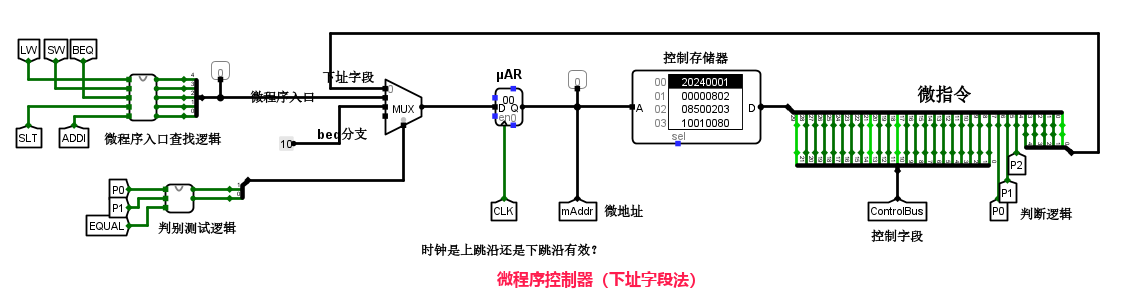 LW SW BEQ
控制存储器
下址字段
μAR
0
0
0
00
00 20240001
01 00000802
02 08500203
03 10010080
微指令
微程序入口
MUX
D Q
en0
A
D
sel
beq分支
10
SLT
ADDI
微程序入口查找逻辑
P0
P1
EQUAL
判别测试逻辑
CLK
mAddr
微地址
ControlBus
控制字段
P2
P1
P0
判断逻辑
时钟是上跳沿还是下跳沿有效?
微程序控制器（下址字段法）